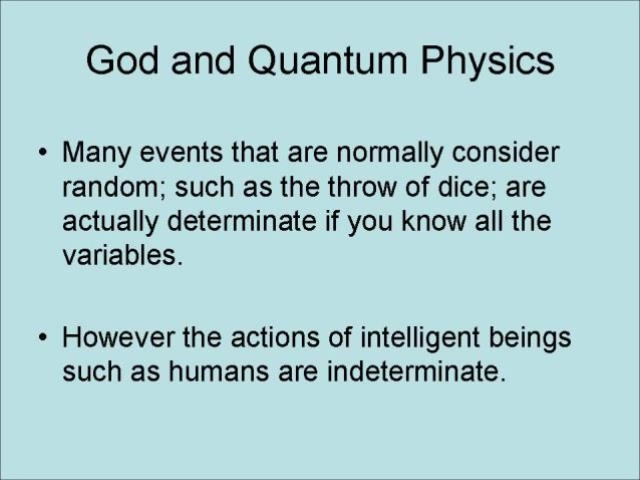 God and Quantum Physics
• Many events that are normally consider
random; such as the throw of dice; are
actually determinate if you know all the
variables.
• However the actions of intelligent beings
such as humans are indeterminate.